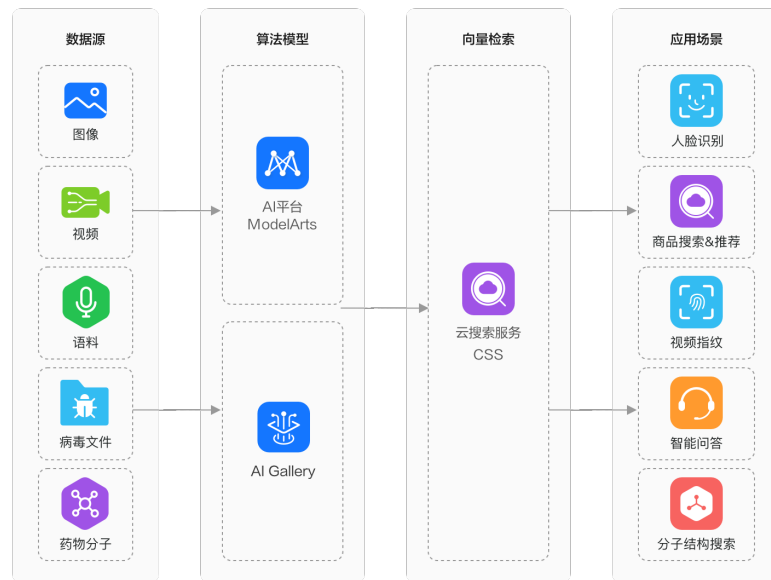 数据源
图像
视频
语料
病毒文件
药物分子
算法模型
AI平台
ModelArts
AI Gallery
向量检索
云搜索服务
CSS
应用场景
人脸识别
商品搜索&推荐
视频指纹
智能问答
分子结构搜索